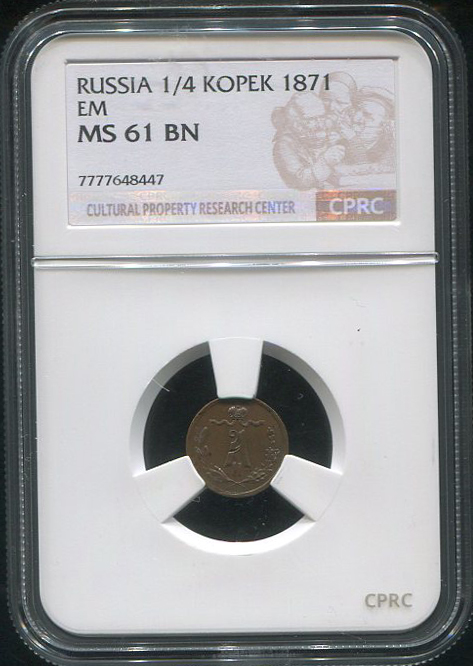 RUSSIA 1/4 KOPEK 1871
EM
MS 61 BN
7777648447
CULTURAL PROPERTY RESEARCH CENTER CPRC
CPRC